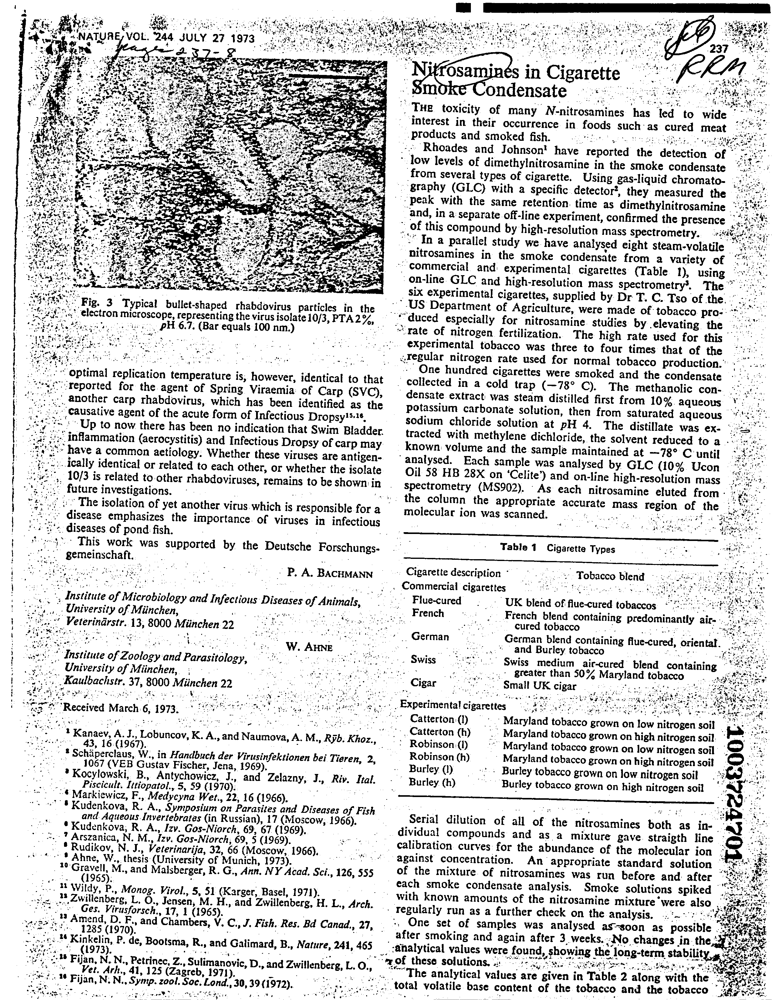 NATURE VOL. 244 JULY 27 1973
pages 237-8
237
RRM
Fig. 3 Typical bullet-shaped rhabdovirus particles in the
electron microscope, representing the virus isolate 10/3, PTA 2%,
pH 6.7. (Bar equals 100 nm.)
optimal replication temperature is, however, identical to that
reported for the agent of Spring Viraemia of Carp (SVC),
another carp rhabdovirus, which has been identified as the
causative agent of the acute form of Infectious Dropsy15,16.
Up to now there has been no indication that Swim Bladder
inflammation (aerocystitis) and Infectious Dropsy of carp may
have a common aetiology. Whether these viruses are antigen-
ically identical or related to each other, or whether the isolate
10/3 is related to other rhabdoviruses, remains to be shown in
future investigations.
The isolation of yet another virus which is responsible for a
disease emphasizes the importance of viruses in infectious
diseases of pond fish.
This work was supported by the Deutsche Forschungs-
gemeinschaft.
P. A. BACHMANN
Institute of Microbiology and Infectious Diseases of Animals,
University of München,
Veterinärstr. 13, 8000 München 22
W. AHNE
Institute of Zoology and Parasitology,
University of München,
Kaulbachstr. 37, 8000 München 22
Received March 6, 1973.
1 Kanaev, A. J., Lobuncov, K. A., and Naumova, A. M., Rÿb. Khoz.,
43, 16 (1967).
2 Schäperclaus, W., in Handbuch der Virusinfektionen bei Tieren, 2,
1067 (VEB Gustav Fischer, Jena, 1969).
3 Kocylowski, B., Antychowicz, J., and Zelazny, J., Riv. Ital.
Piscicult. Ittiopatol., 5, 59 (1970).
4 Markiewicz, F., Medycyna Wet., 22, 16 (1966).
5 Kudenkova, R. A., Symposium on Parasites and Diseases of Fish
and Aqueous Invertebrates (in Russian), 17 (Moscow, 1966).
6 Kudenkova, R. A., Izv. Gos-Niorch, 69, 67 (1969).
7 Arszanica, N. M., Izv. Gos-Niorch, 69, 5 (1969).
8 Rudikov, N. J., Veterinarija, 32, 66 (Moscow, 1966).
9 Ahne, W., thesis (University of Munich, 1973).
10 Gravell, M., and Malsberger, R. G., Ann. NY Acad. Sci., 126, 555
(1965).
11 Wildy, P., Monog. Virol., 5, 51 (Karger, Basel, 1971).
12 Zwillenberg, L. O., Jensen, M. H., and Zwillenberg, H. L., Arch.
Ges. Virusforsch., 17, 1 (1965).
13 Amend, D. F., and Chambers, V. C., J. Fish. Res. Bd Canad., 27,
1285 (1970).
14 Kinkelin, P. de, Bootsma, R., and Galimard, B., Nature, 241, 465
(1973).
15 Fijan, N. N., Petrinec, Z., Sulimanovic, D., and Zwillenberg, L. O.,
Vet. Arh., 41, 125 (Zagreb, 1971).
16 Fijan, N. N., Symp. zool. Soc. Lond., 30, 39 (1972).
Nitrosamines in Cigarette
Smoke Condensate
THE toxicity of many N-nitrosamines has led to wide
interest in their occurrence in foods such as cured meat
products and smoked fish.
Rhoades and Johnson1 have reported the detection of
low levels of dimethylnitrosamine in the smoke condensate
from several types of cigarette. Using gas-liquid chromato-
graphy (GLC) with a specific detector2, they measured the
peak with the same retention time as dimethylnitrosamine
and, in a separate off-line experiment, confirmed the presence
of this compound by high-resolution mass spectrometry.
In a parallel study we have analysed eight steam-volatile
nitrosamines in the smoke condensate from a variety of
commercial and experimental cigarettes (Table 1), using
on-line GLC and high-resolution mass spectrometry3. The
six experimental cigarettes, supplied by Dr T. C. Tso of the
US Department of Agriculture, were made of tobacco pro-
duced especially for nitrosamine studies by elevating the
rate of nitrogen fertilization. The high rate used for this
experimental tobacco was three to four times that of the
regular nitrogen rate used for normal tobacco production.
One hundred cigarettes were smoked and the condensate
collected in a cold trap (−78° C). The methanolic con-
densate extract was steam distilled first from 10% aqueous
potassium carbonate solution, then from saturated aqueous
sodium chloride solution at pH 4. The distillate was ex-
tracted with methylene dichloride, the solvent reduced to a
known volume and the sample maintained at −78° C until
analysed. Each sample was analysed by GLC (10% Ucon
Oil 58 HB 28X on 'Celite') and on-line high-resolution mass
spectrometry (MS902). As each nitrosamine eluted from
the column the appropriate accurate mass region of the
molecular ion was scanned.
Table 1 Cigarette Types
Cigarette description Tobacco blend
Commercial cigarettes
Flue-cured UK blend of flue-cured tobaccos
French French blend containing predominantly air-
cured tobacco
German German blend containing flue-cured, oriental
and Burley tobacco
Swiss Swiss medium air-cured blend containing
greater than 50% Maryland tobacco
Cigar Small UK cigar
Experimental cigarettes
Catterton (l) Maryland tobacco grown on low nitrogen soil
Catterton (h) Maryland tobacco grown on high nitrogen soil
Robinson (l) Maryland tobacco grown on low nitrogen soil
Robinson (h) Maryland tobacco grown on high nitrogen soil
Burley (l) Burley tobacco grown on low nitrogen soil
Burley (h) Burley tobacco grown on high nitrogen soil
Serial dilution of all of the nitrosamines both as in-
dividual compounds and as a mixture gave straigth line
calibration curves for the abundance of the molecular ion
against concentration. An appropriate standard solution
of the mixture of nitrosamines was run before and after
each smoke condensate analysis. Smoke solutions spiked
with known amounts of the nitrosamine mixture were also
regularly run as a further check on the analysis.
One set of samples was analysed as soon as possible
after smoking and again after 3 weeks. No changes in the
analytical values were found, showing the long-term stability
of these solutions.
The analytical values are given in Table 2 along with the
total volatile base content of the tobacco and the tobacco
1003724701